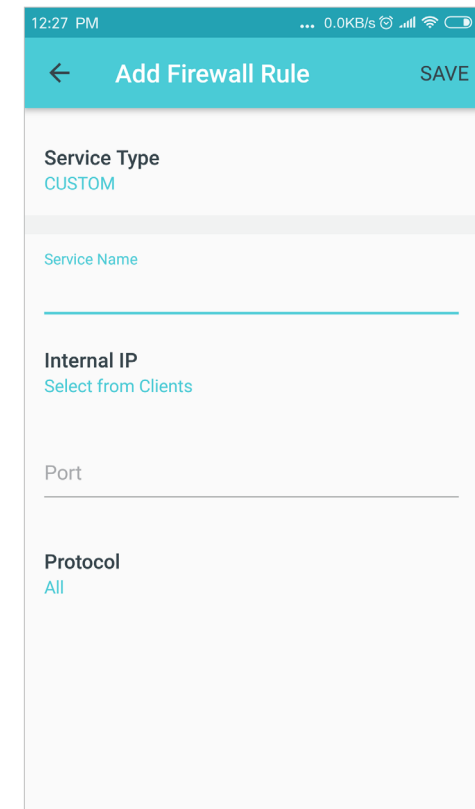 12:27 PM ... 0.0KB/s
Add Firewall Rule SAVE
Service Type
CUSTOM
Service Name
Internal IP
Select from Clients
Port
Protocol
All